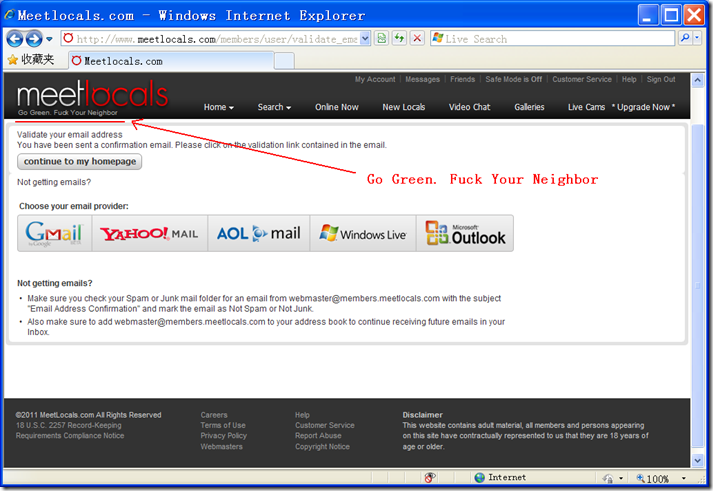 Meetlocals.com - Windows Internet Explorer
http://www.meetlocals.com/members/user/validate_ema
Live Search
收藏夹
Meetlocals.com
My Account | Messages | Friends | Safe Mode is Off | Customer Service | Help | Sign Out
meetlocals
Go Green. Fuck Your Neighbor
Home Search Online Now New Locals Video Chat Galleries Live Cams * Upgrade Now *
Validate your email address
You have been sent a confirmation email. Please click on the validation link contained in the email.
continue to my homepage
Not getting emails?
Go Green. Fuck Your Neighbor
Choose your email provider:
Gmail by Google
YAHOO! MAIL
AOL mail
Windows Live™
Microsoft Outlook
Not getting emails?
• Make sure you check your Spam or Junk mail folder for an email from webmaster@members.meetlocals.com with the subject
"Email Address Confirmation" and mark the email as Not Spam or Not Junk.
• Also make sure to add webmaster@members.meetlocals.com to your address book to continue receiving future emails in your
Inbox.
©2011 MeetLocals.com All Rights Reserved
18 U.S.C. 2257 Record-Keeping
Requirements Compliance Notice
Careers
Terms of Use
Privacy Policy
Webmasters
Help
Customer Service
Report Abuse
Copyright Notice
Disclaimer
This website contains adult material, all members and persons appearing
on this site have contractually represented to us that they are 18 years of
age or older.
Internet
100%